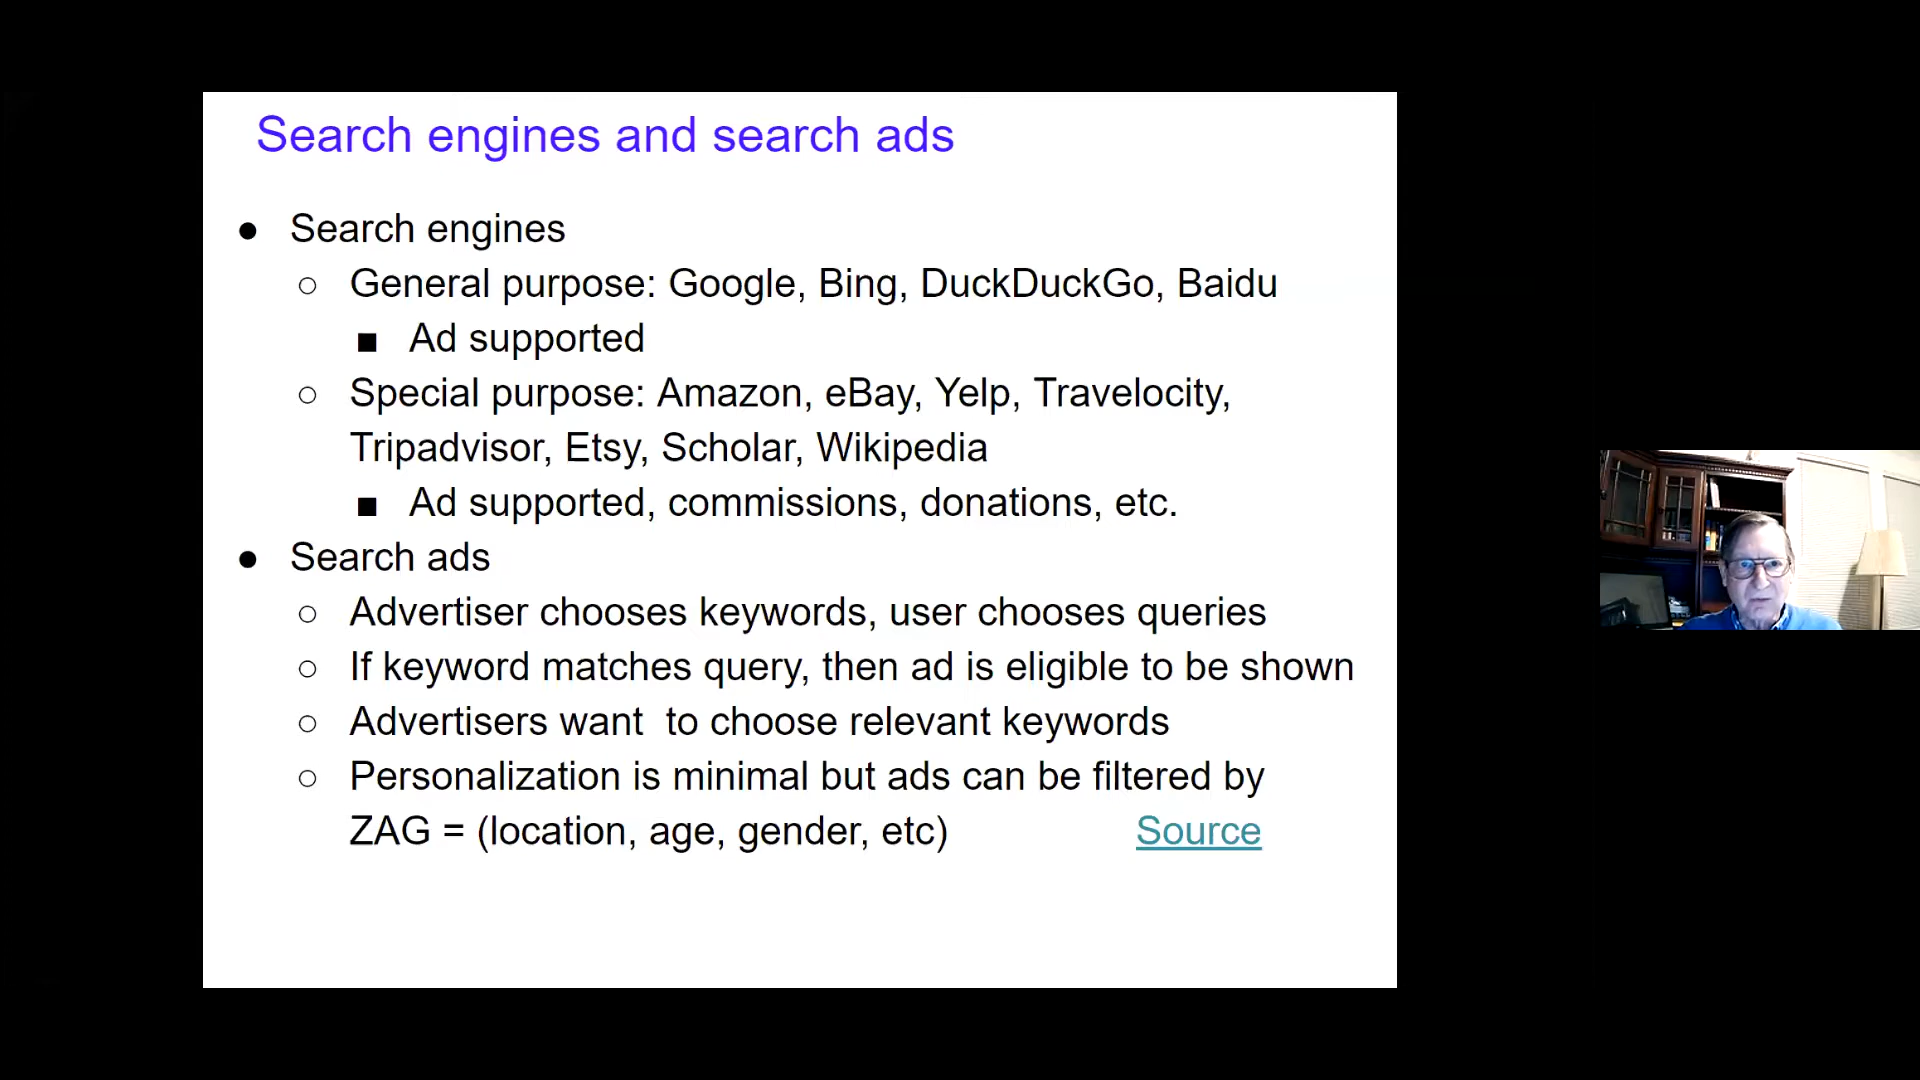 Search engines and search ads
● Search engines
○ General purpose: Google, Bing, DuckDuckGo, Baidu
■ Ad supported
○ Special purpose: Amazon, eBay, Yelp, Travelocity,
Tripadvisor, Etsy, Scholar, Wikipedia
■ Ad supported, commissions, donations, etc.
● Search ads
○ Advertiser chooses keywords, user chooses queries
○ If keyword matches query, then ad is eligible to be shown
○ Advertisers want  to choose relevant keywords
○ Personalization is minimal but ads can be filtered by
ZAG = (location, age, gender, etc) Source